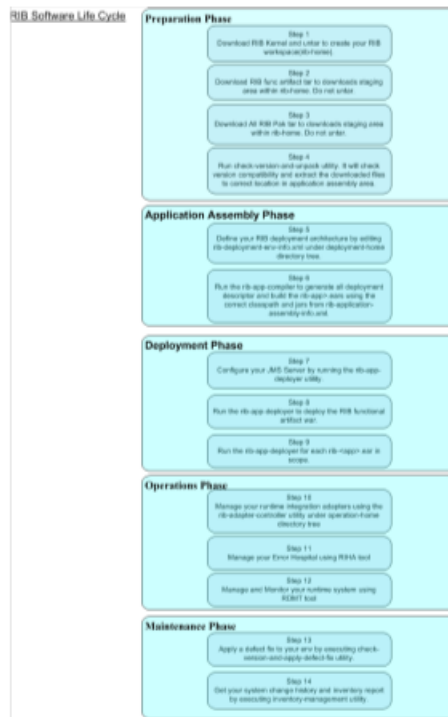 RIB Software Life Cycle
Preparation Phase
Step 1
Download RIB Kernel and untar to create your RIB
workspace(rib-home).
Step 2
Download RIB func artifact tar to downloads staging
area within rib-home. Do not untar.
Step 3
Download All RIB Pak tar to downloads staging area
within rib-home. Do not untar.
Step 4
Run check-version-and-unpack utility. It will check
version compatibility and extract the downloaded files
to correct location in application assembly area.
Application Assembly Phase
Step 5
Define your RIB deployment architecture by editing
rib-deployment-env-info.xml under deployment-home
directory tree.
Step 6
Run the rib-app-compiler to generate all deployment
descriptor and build the rib-<app> ears using the
correct classpath and jars from rib-application-
assembly-info.xml.
Deployment Phase
Step 7
Configure your JMS Server by running the rib-app-
deployer utility.
Step 8
Run the rib-app-deployer to deploy the RIB functional
artifact war.
Step 9
Run the rib-app-deployer for each rib-<app> ear in
scope.
Operations Phase
Step 10
Manage your runtime integration adapters using the
rib-adapter-controller utility under operation-home
directory tree
Step 11
Manage your Error Hospital using RIHA tool
Step 12
Manage and Monitor your runtime system using
RDMT tool
Maintenance Phase
Step 13
Apply a defect fix to your env by executing check-
version-and-apply-defect-fix utility.
Step 14
Get your system change history and inventory report
by executing inventory-management utility.